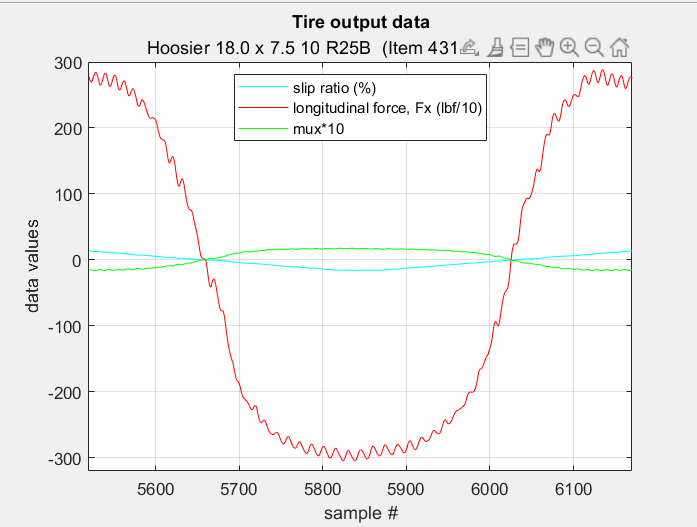 Tire output data
Hoosier 18.0 x 7.5 10 R25B (Item 431
300
200
100
0
-100
-200
-300
data values
slip ratio (%)
longitudinal force, Fx (lbf/10)
mux*10
5600 5700 5800 5900 6000 6100
sample #